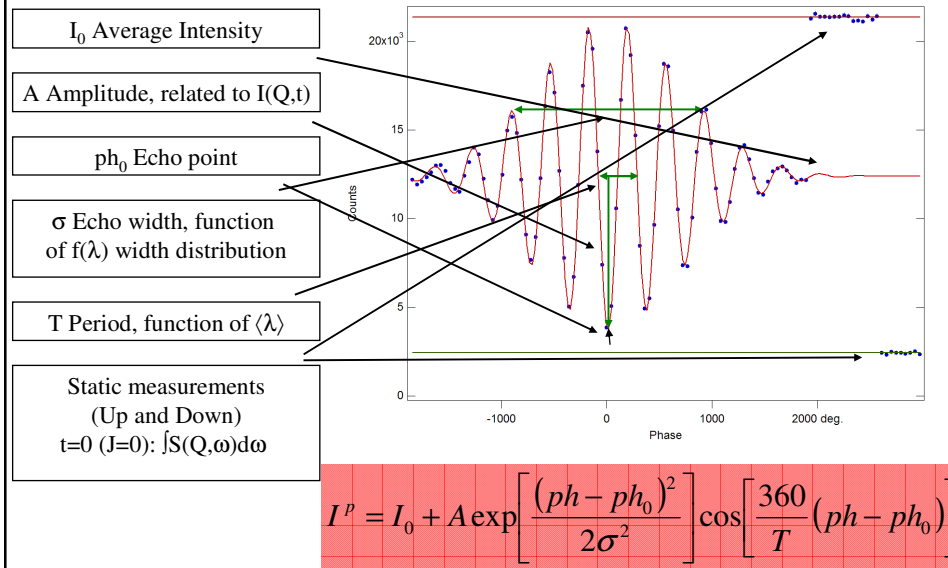 I₀ Average Intensity
A Amplitude, related to I(Q,t)
ph₀ Echo point
σ Echo width, function
of f(λ) width distribution
T Period, function of ⟨λ⟩
Static measurements
(Up and Down)
t=0 (J=0): ∫S(Q,ω)dω
20x10³
15
10
5
0
Counts
-1000 0 1000 2000 deg.
Phase
I^p = I₀ + A exp[(ph − ph₀)² / 2σ²] cos[360/T (ph − ph₀)]